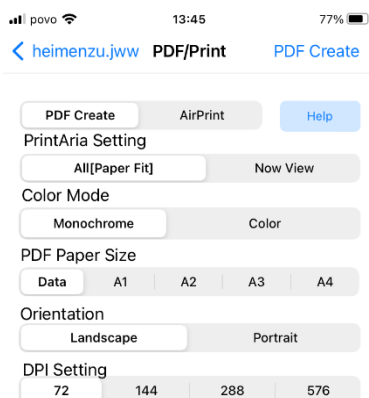 povo 13:45 77%
heimenzu.jww PDF/Print PDF Create
PDF Create AirPrint Help
PrintAria Setting
All[Paper Fit] Now View
Color Mode
Monochrome Color
PDF Paper Size
Data A1 A2 A3 A4
Orientation
Landscape Portrait
DPI Setting
72 144 288 576